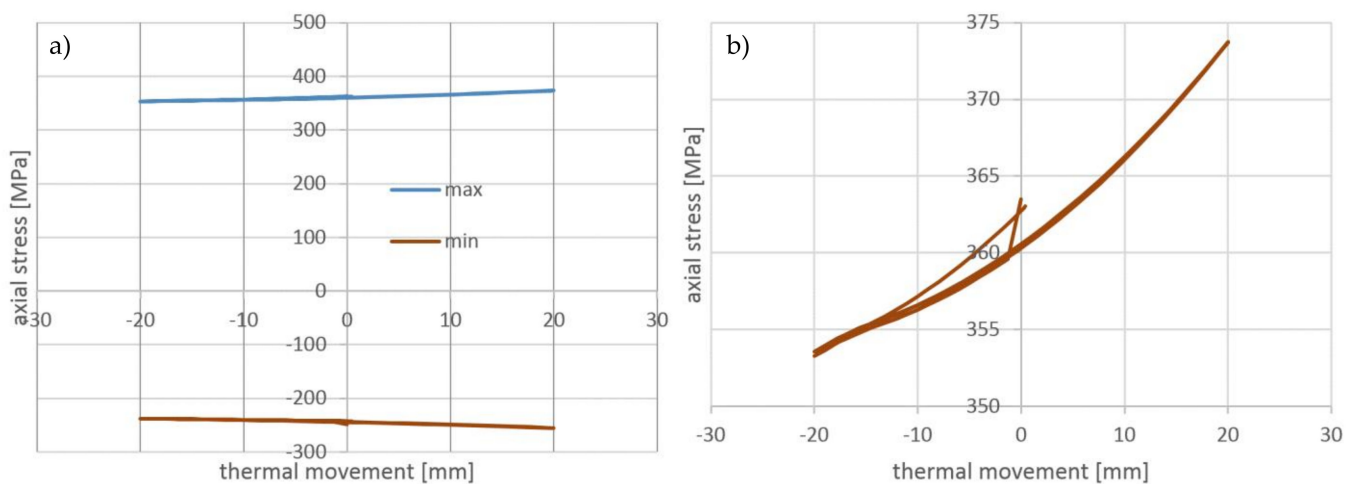 a)
500
400
300
200
100
0
-100
-200
-300
-30 -20 -10 0 10 20 30
axial stress [MPa]
thermal movement [mm]
max
min
b)
375
370
365
360
355
350
-30 -20 -10 0 10 20 30
axial stress [MPa]
thermal movement [mm]